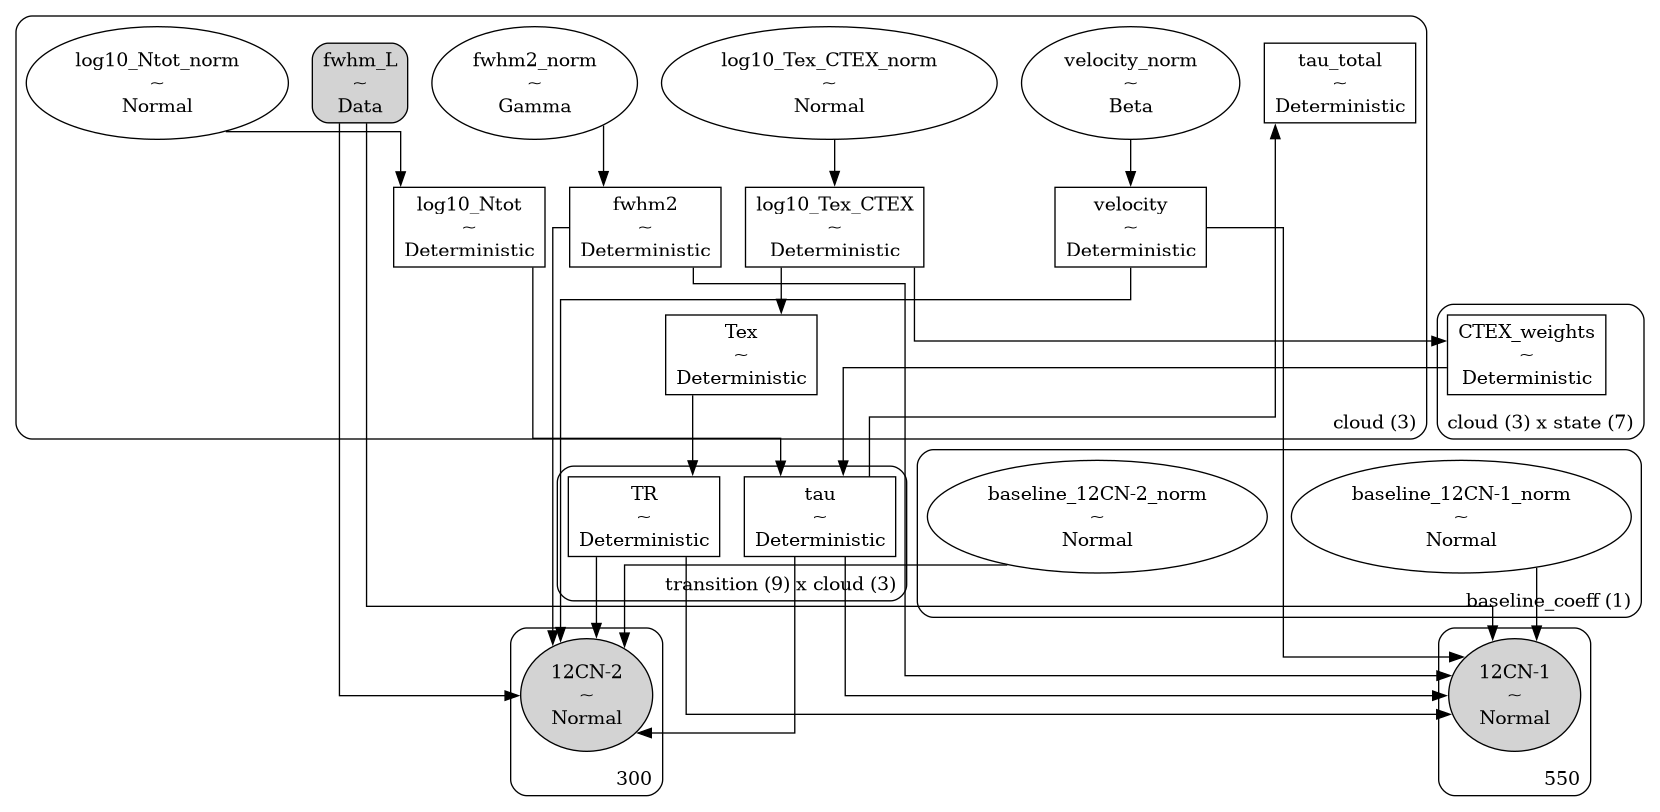 log10_Ntot_norm
~
Normal
fwhm_L
~
Data
fwhm2_norm
~
Gamma
log10_Tex_CTEX_norm
~
Normal
velocity_norm
~
Beta
tau_total
~
Deterministic
log10_Ntot
~
Deterministic
fwhm2
~
Deterministic
log10_Tex_CTEX
~
Deterministic
velocity
~
Deterministic
Tex
~
Deterministic
CTEX_weights
~
Deterministic
cloud (3)
cloud (3) x state (7)
TR
~
Deterministic
tau
~
Deterministic
baseline_12CN-2_norm
~
Normal
baseline_12CN-1_norm
~
Normal
transition (9) x cloud (3)
baseline_coeff (1)
12CN-2
~
Normal
12CN-1
~
Normal
300
550